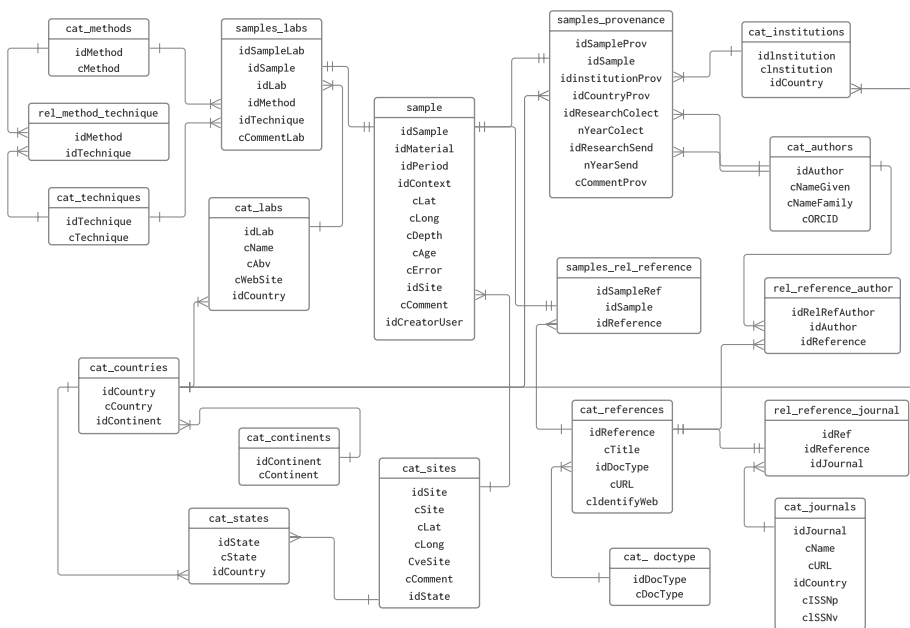 cat_methods
idMethod
cMethod
rel_method_technique
idMethod
idTechnique
cat_techniques
idTechnique
cTechnique
samples_labs
idSampleLab
idSample
idLab
idMethod
idTechnique
cCommentLab
cat_labs
idLab
cName
cAbv
cWebSite
idCountry
sample
idSample
idMaterial
idPeriod
idContext
cLat
cLong
cDepth
cAge
cError
idSite
cComment
idCreatorUser
samples_provenance
idSampleProv
idSample
idinstitutionProv
idCountryProv
idResearchColect
nYearColect
idResearchSend
nYearSend
cCommentProv
cat_institutions
idlnstitution
clnstitution
idCountry
cat_authors
idAuthor
cNameGiven
cNameFamily
cORCID
samples_rel_reference
idSampleRef
idSample
idReference
rel_reference_author
idRelRefAuthor
idAuthor
idReference
cat_countries
idCountry
cCountry
idContinent
cat_continents
idContinent
cContinent
cat_states
idState
cState
idCountry
cat_sites
idSite
cSite
cLat
cLong
CveSite
cComment
idState
cat_references
idReference
cTitle
idDocType
cURL
cldentifyWeb
cat_ doctype
idDocType
cDocType
rel_reference_journal
idRef
idReference
idJournal
cat_journals
idJournal
cName
cURL
idCountry
cISSNp
clSSNv